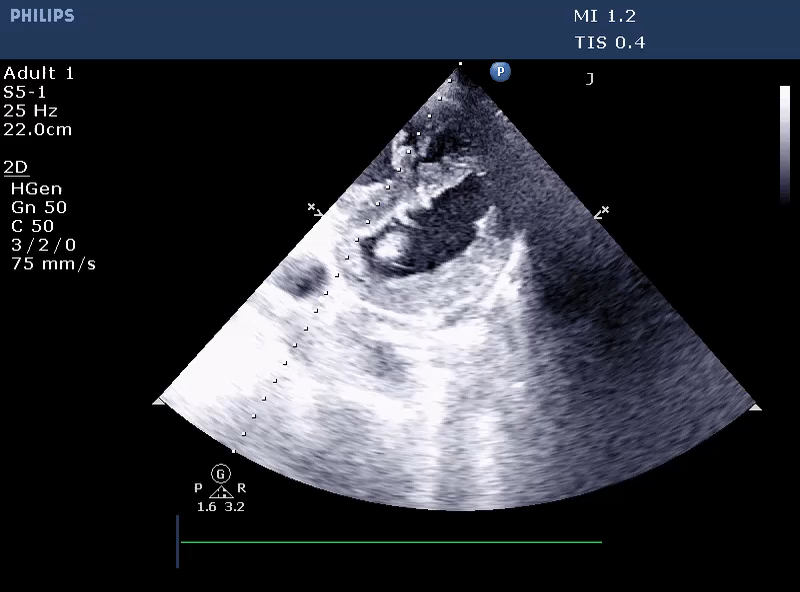 PHILIPS
MI 1.2
TIS 0.4
Adult 1
S5-1
25 Hz
22.0cm
2D
HGen
Gn 50
C 50
3/2/0
75 mm/s
P
J
x
x
G
P R
1.6 3.2